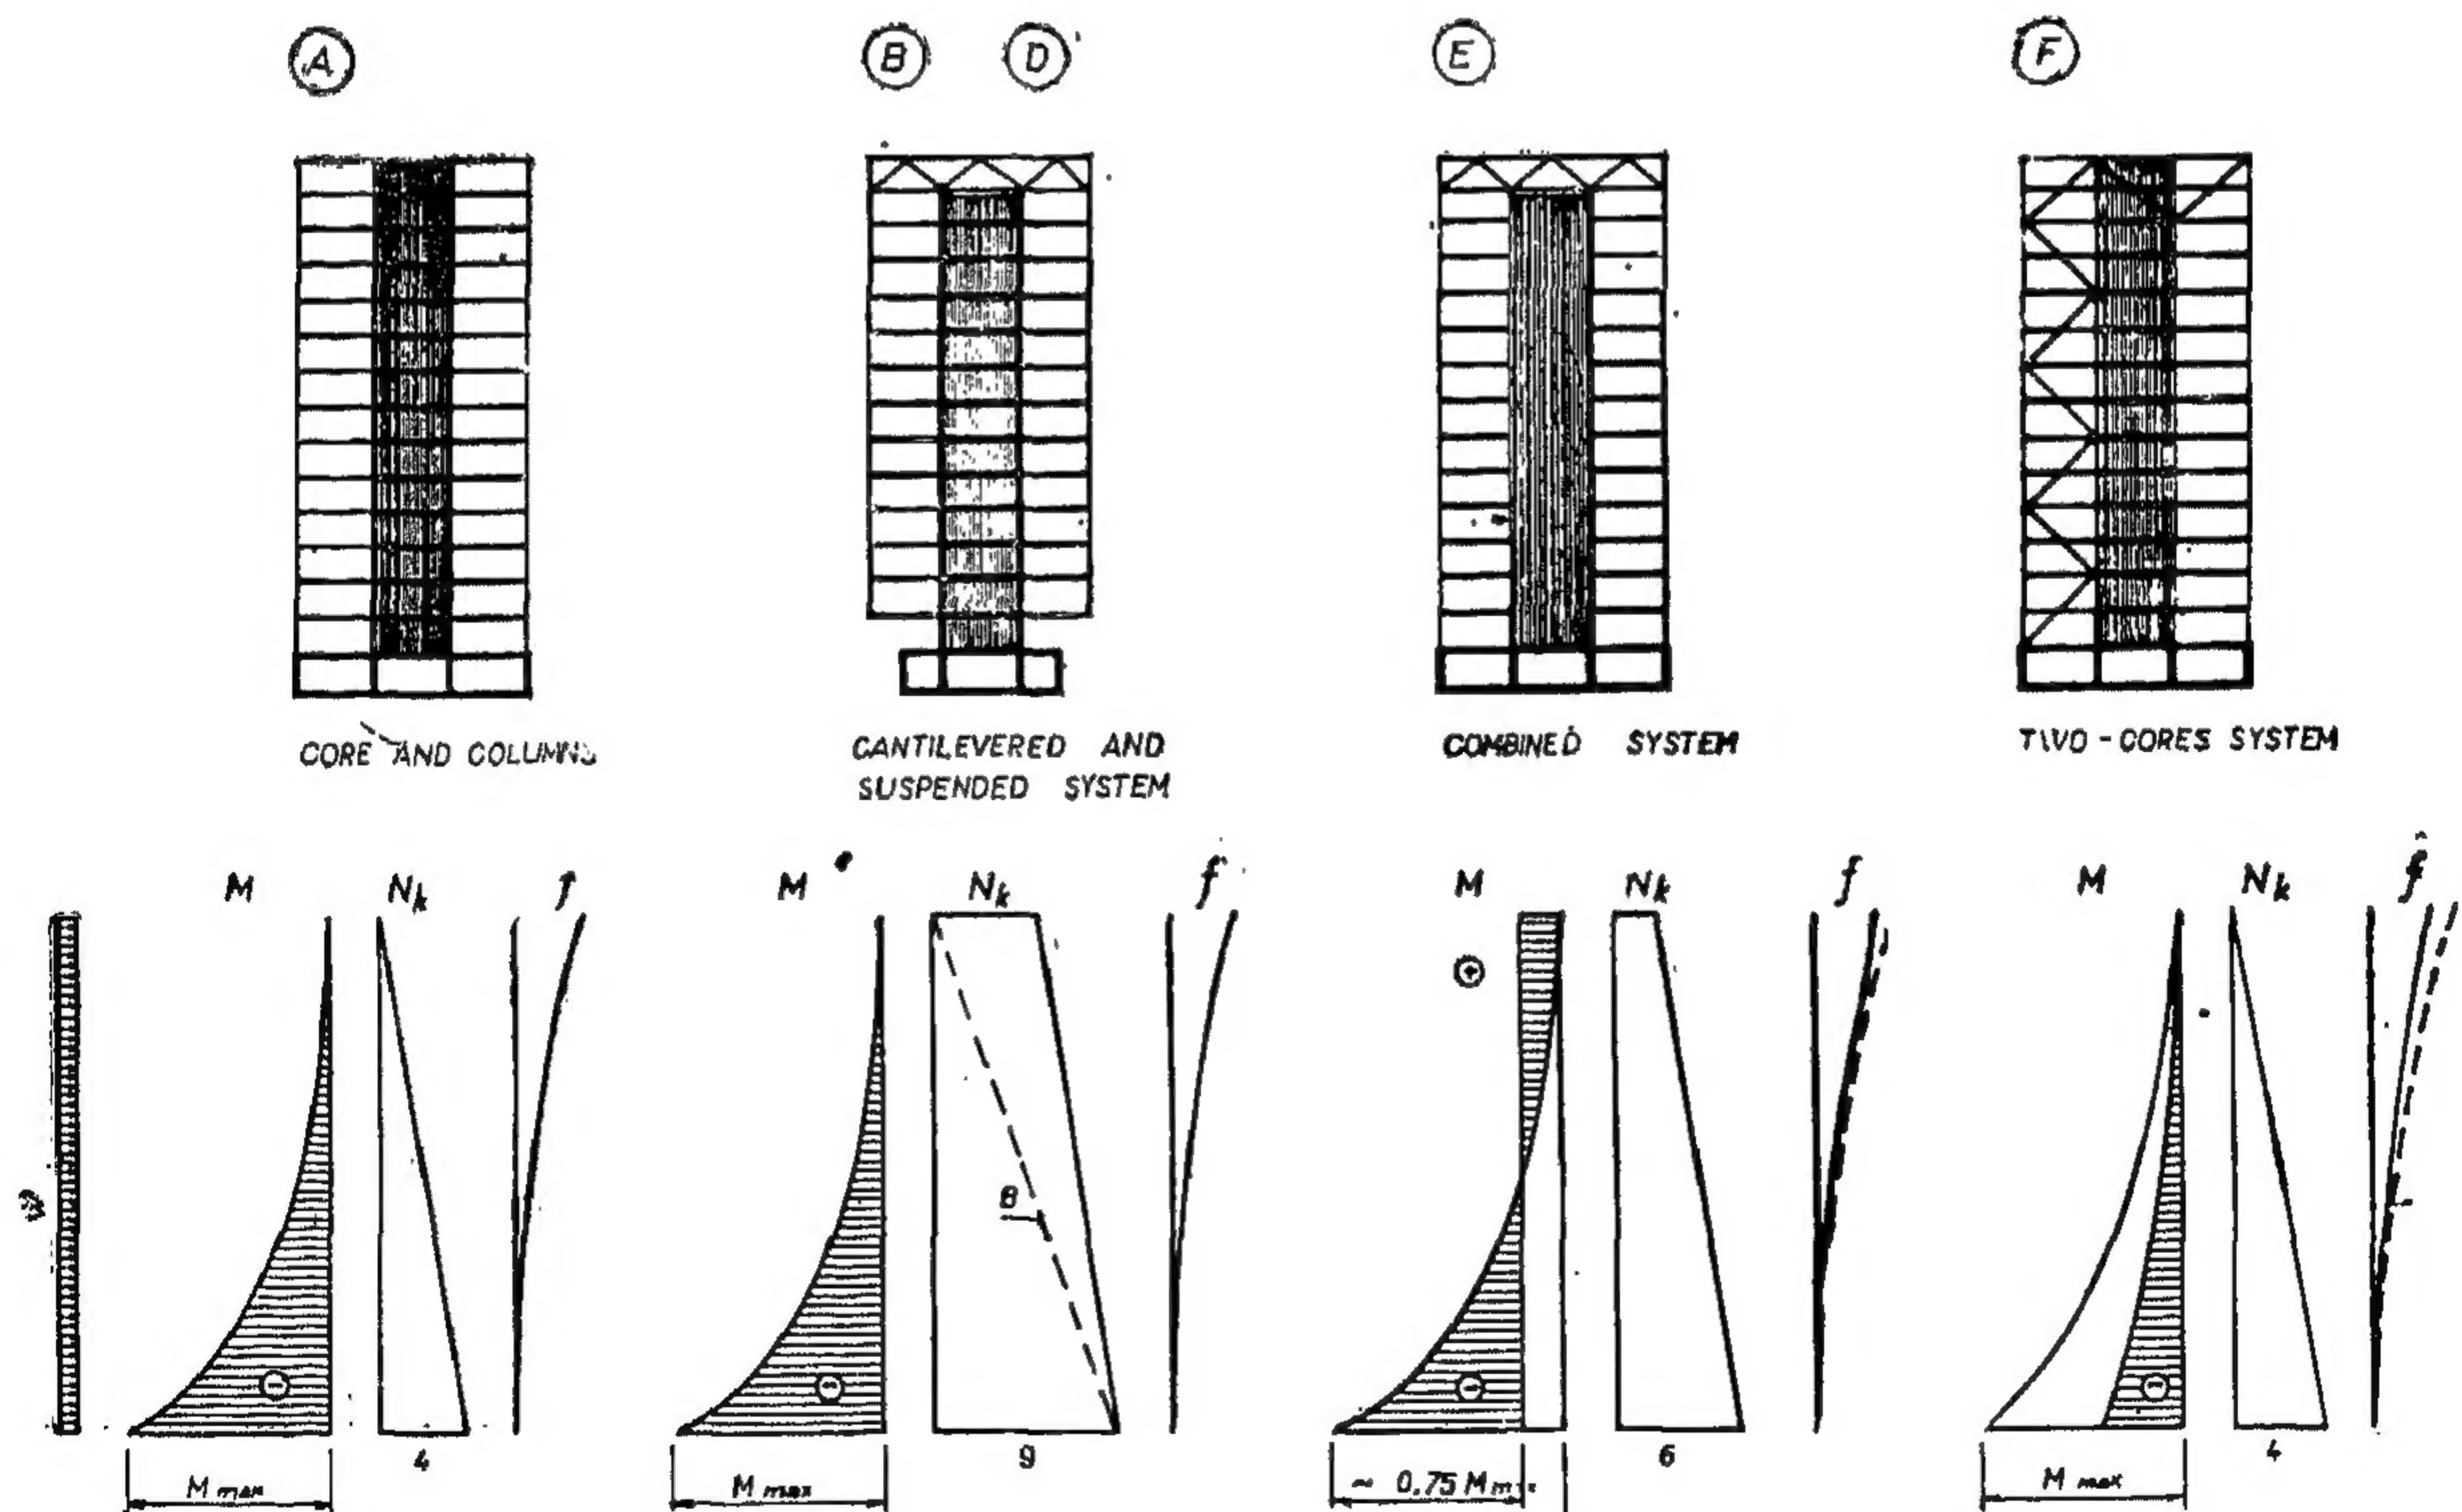 A
B D
E
F
CORE AND COLUMNS
CANTILEVERED AND
SUSPENDED SYSTEM
COMBINED SYSTEM
TWO - CORES SYSTEM
M Nk f
M Nk f
M Nk f
M Nk f
W
B
+
-
-
-
-
4
9
6
4
M max
M max
~ 0.75 M max
M max